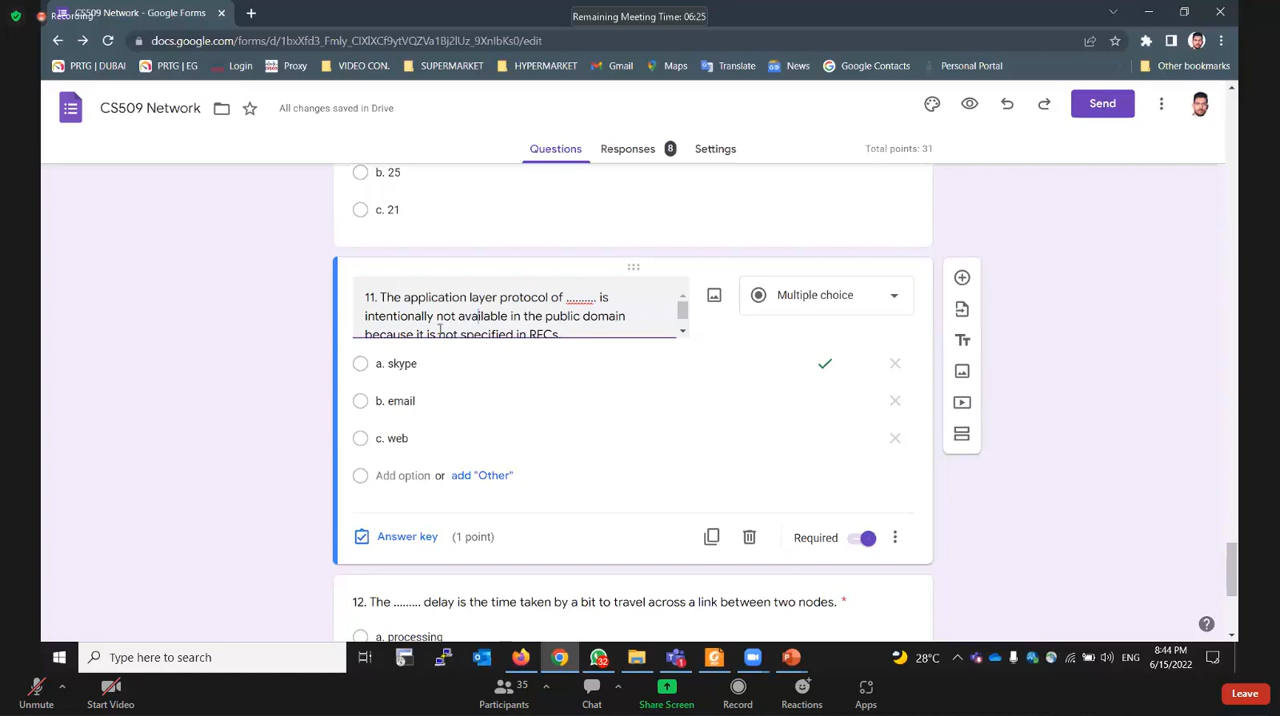 Recording
CS509 Network - Google Forms
Remaining Meeting Time: 06:25
docs.google.com/forms/d/1bxXfd3_Fmly_ClXlXCf9ytVQZVa1Bj2lUz_9XnIbKs0/edit
PRTG | DUBAI
PRTG | EG
Login
Proxy
VIDEO CON.
SUPERMARKET
HYPERMARKET
Gmail
Maps
Translate
News
Google Contacts
Personal Portal
Other bookmarks
CS509 Network
All changes saved in Drive
Send
Questions
Responses 8
Settings
Total points: 31
b. 25
c. 21
11. The application layer protocol of ......... is
intentionally not available in the public domain
because it is not specified in RFCs.
Multiple choice
a. skype
b. email
c. web
Add option or add "Other"
Answer key (1 point)
Required
12. The ......... delay is the time taken by a bit to travel across a link between two nodes. *
a. processing
Type here to search
32
1
28°C
ENG
8:44 PM
6/15/2022
Unmute
Start Video
35
Participants
Chat
Share Screen
Record
Reactions
Apps
Leave